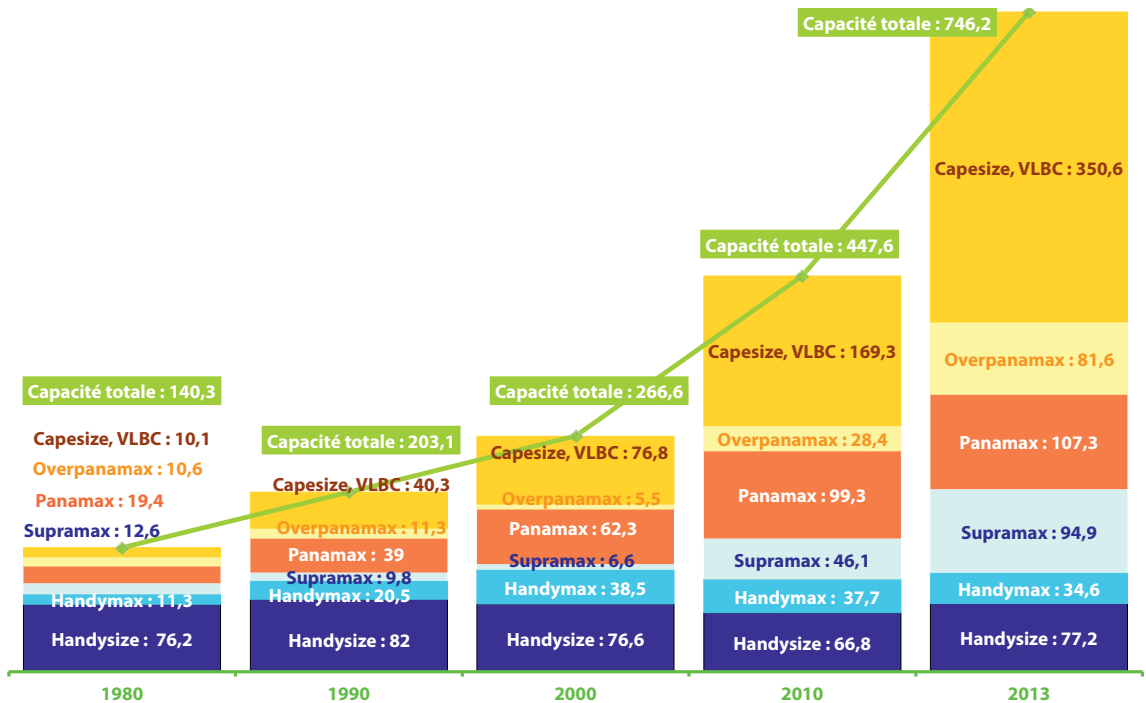 Capacité totale : 140,3
Capesize, VLBC : 10,1
Overpanamax : 10,6
Panamax : 19,4
Supramax : 12,6
Handymax : 11,3
Handysize : 76,2
Capacité totale : 203,1
Capesize, VLBC : 40,3
Overpanamax : 11,3
Panamax : 39
Supramax : 9,8
Handymax : 20,5
Handysize : 82
Capacité totale : 266,6
Capesize, VLBC : 76,8
Overpanamax : 5,5
Panamax : 62,3
Supramax : 6,6
Handymax : 38,5
Handysize : 76,6
Capacité totale : 447,6
Capesize, VLBC : 169,3
Overpanamax : 28,4
Panamax : 99,3
Supramax : 46,1
Handymax : 37,7
Handysize : 66,8
Capacité totale : 746,2
Capesize, VLBC : 350,6
Overpanamax : 81,6
Panamax : 107,3
Supramax : 94,9
Handymax : 34,6
Handysize : 77,2
1980
1990
2000
2010
2013